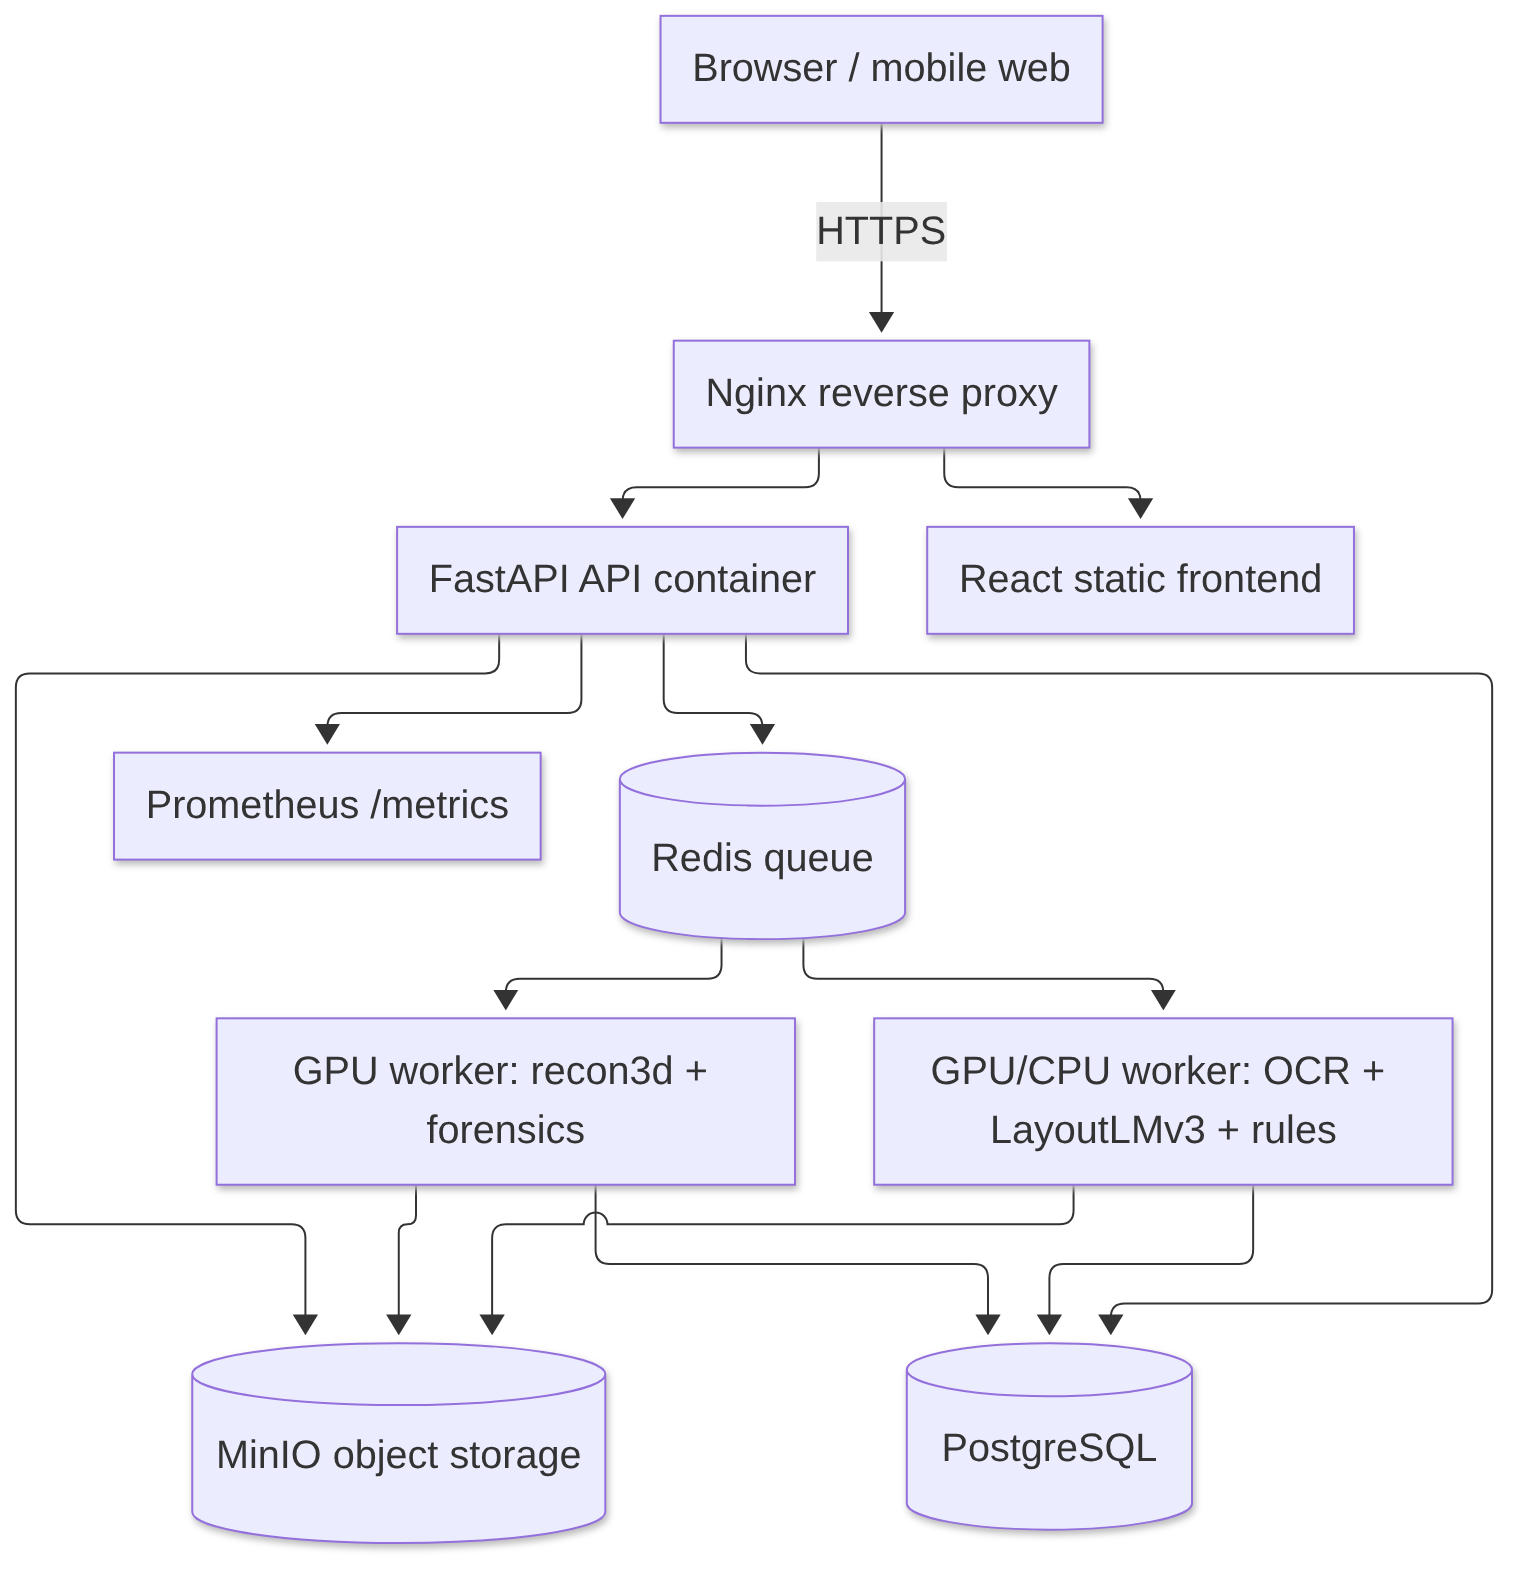 Browser / mobile web
HTTPS
Nginx reverse proxy
FastAPI API container
React static frontend
Prometheus /metrics
Redis queue
GPU worker: recon3d +
forensics
GPU/CPU worker: OCR +
LayoutLMv3 + rules
MinIO object storage
PostgreSQL